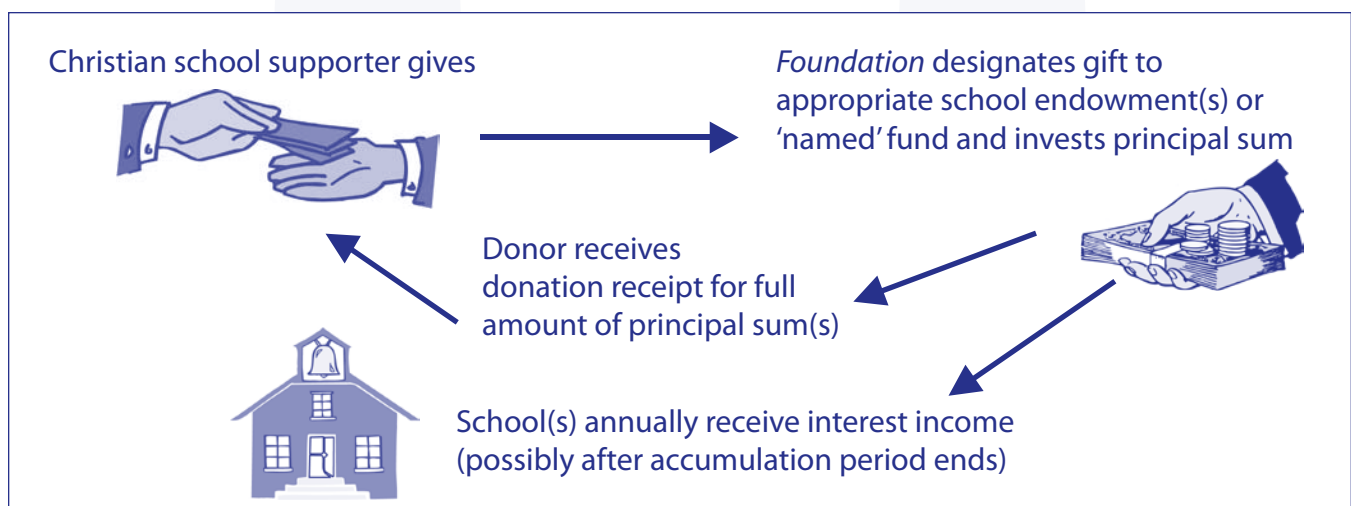 Christian school supporter gives
Foundation designates gift to
appropriate school endowment(s) or
‘named’ fund and invests principal sum
Donor receives
donation receipt for full
amount of principal sum(s)
School(s) annually receive interest income
(possibly after accumulation period ends)